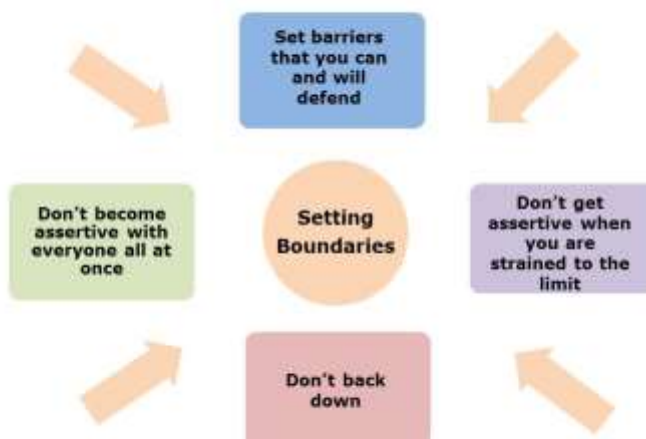 Set barriers
that you can
and will
defend
Don't become
assertive with
everyone all at
once
Setting
Boundaries
Don't get
assertive when
you are
strained to the
limit
Don't back
down